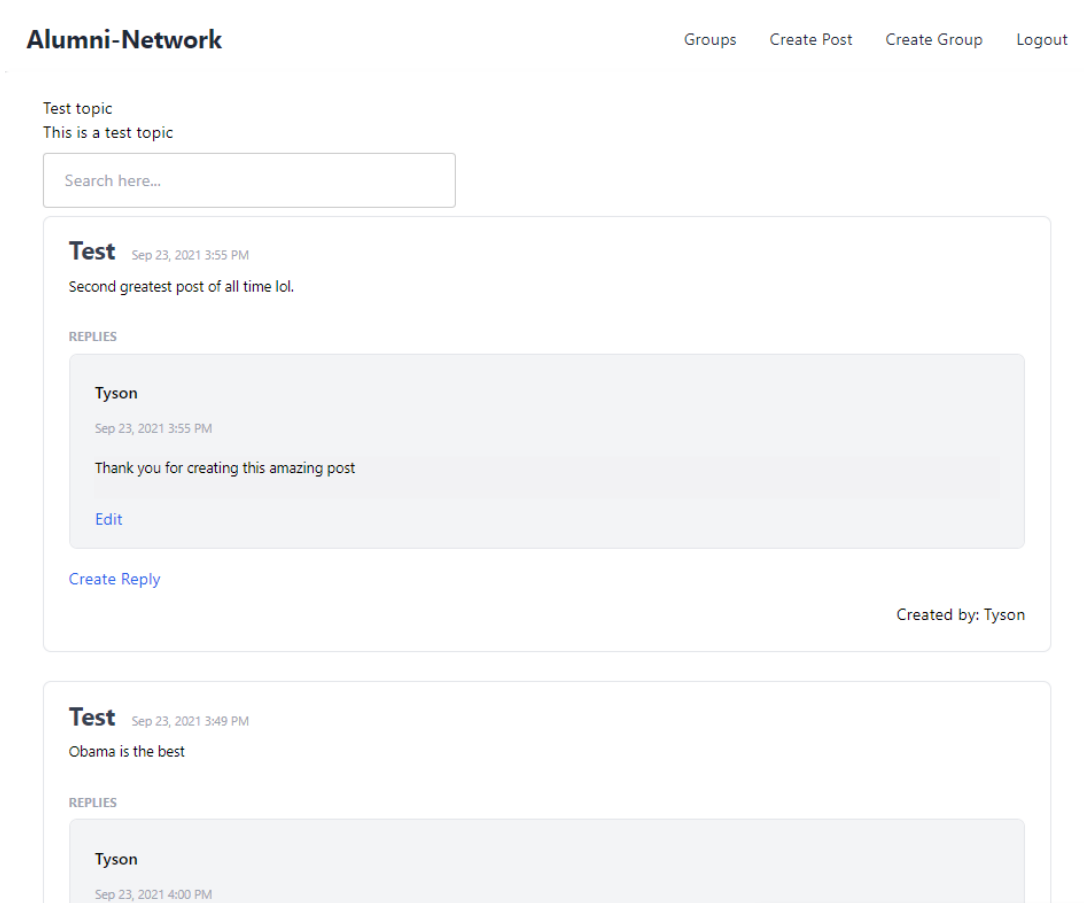 Alumni-Network
Groups Create Post Create Group Logout
Test topic
This is a test topic
Search here...
Test Sep 23, 2021 3:55 PM
Second greatest post of all time lol.
REPLIES
Tyson
Sep 23, 2021 3:55 PM
Thank you for creating this amazing post
Edit
Create Reply
Created by: Tyson
Test Sep 23, 2021 3:49 PM
Obama is the best
REPLIES
Tyson
Sep 23, 2021 4:00 PM